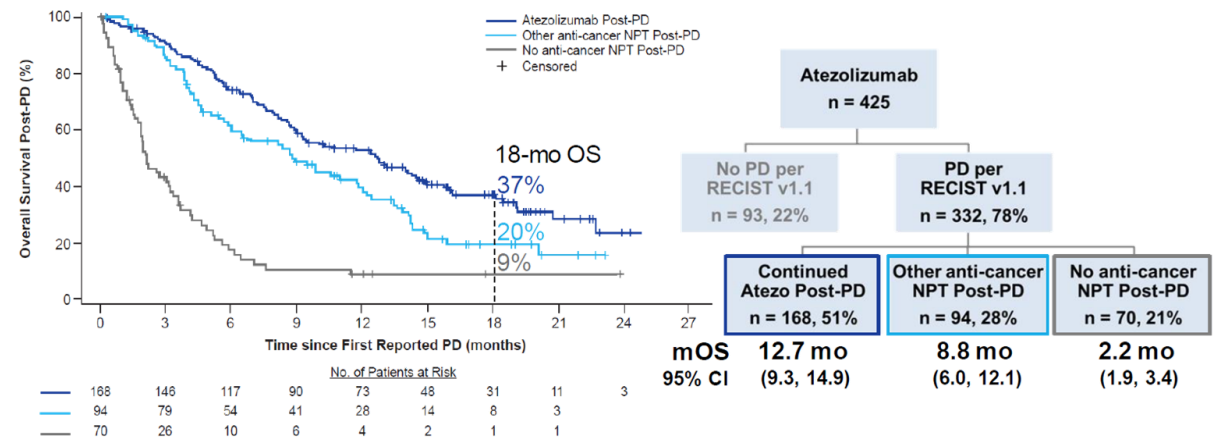 Overall Survival Post-PD (%)
100
80
60
40
20
0
Atezolizumab Post-PD
Other anti-cancer NPT Post-PD
No anti-cancer NPT Post-PD
+ Censored
18-mo OS
37%
20%
9%
0 3 6 9 12 15 18 21 24 27
Time since First Reported PD (months)
No. of Patients at Risk
168 146 117 90 73 48 31 11 3
94 79 54 41 28 14 8 3
70 26 10 6 4 2 1 1
Atezolizumab
n = 425
No PD per
RECIST v1.1
n = 93, 22%
PD per
RECIST v1.1
n = 332, 78%
Continued
Atezo Post-PD
n = 168, 51%
Other anti-cancer
NPT Post-PD
n = 94, 28%
No anti-cancer
NPT Post-PD
n = 70, 21%
mOS 12.7 mo 8.8 mo 2.2 mo
95% CI (9.3, 14.9) (6.0, 12.1) (1.9, 3.4)